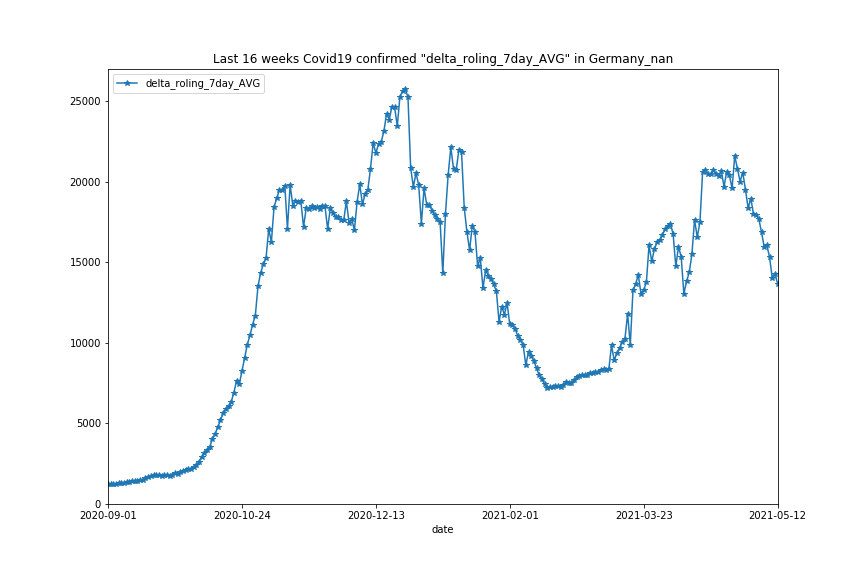 Last 16 weeks Covid19 confirmed "delta_roling_7day_AVG" in Germany_nan
delta_roling_7day_AVG
25000
20000
15000
10000
5000
0
2020-09-01 2020-10-24 2020-12-13 2021-02-01 2021-03-23 2021-05-12
date